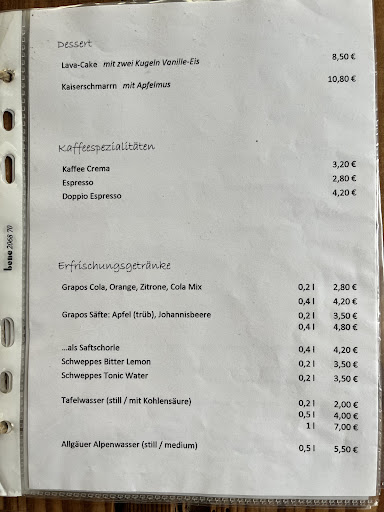 Dessert
Lava-Cake mit zwei Kugeln Vanille-Eis 8,50 €
Kaiserschmarrn mit Apfelmus 10,80 €
Kaffeespezialitäten
Kaffee Crema 3,20 €
Espresso 2,80 €
Doppio Espresso 4,20 €
Erfrischungsgetränke
Grapos Cola, Orange, Zitrone, Cola Mix 0,2 l 2,80 €
0,4 l 4,20 €
Grapos Säfte: Apfel (trüb), Johannisbeere 0,2 l 3,50 €
0,4 l 4,80 €
...als Saftschorle 0,4 l 4,20 €
Schweppes Bitter Lemon 0,2 l 3,50 €
Schweppes Tonic Water 0,2 l 3,50 €
Tafelwasser (still / mit Kohlensäure) 0,2 l 2,00 €
0,5 l 4,00 €
1 l 7,00 €
Allgäuer Alpenwasser (still / medium) 0,5 l 5,50 €
bene 2068 70